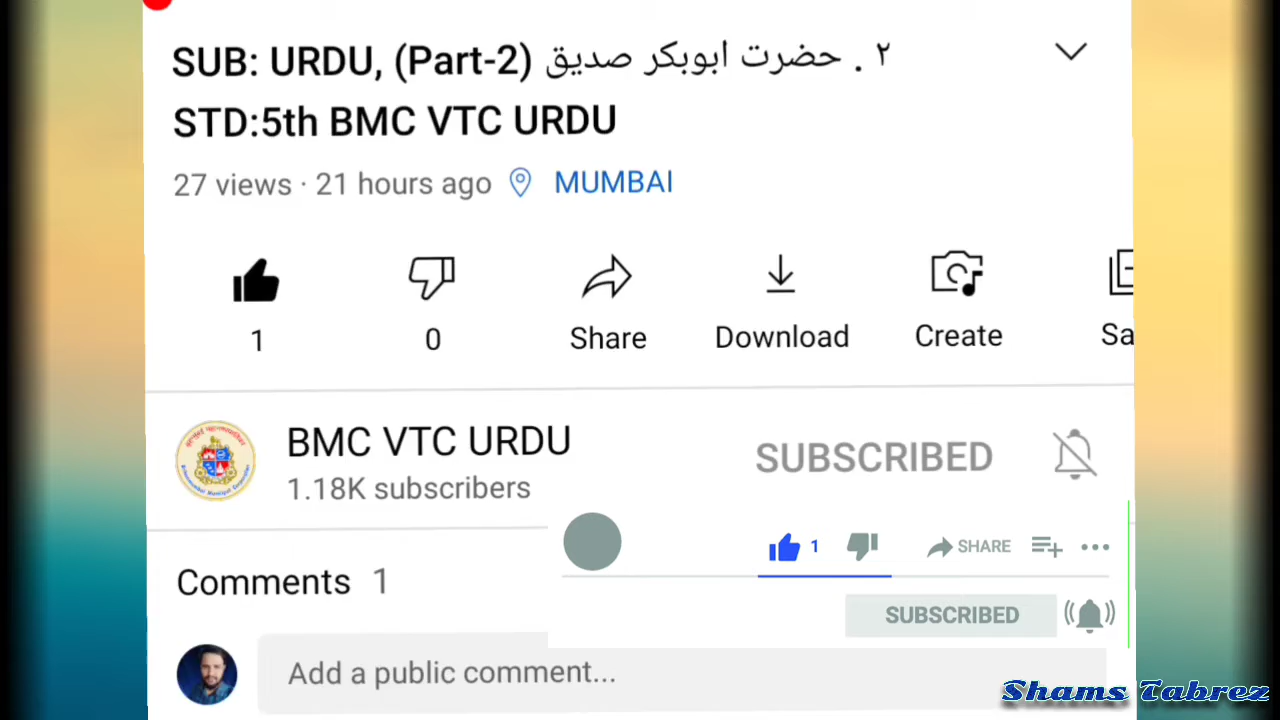 SUB: URDU, (Part-2) ٢ . حضرت ابوبکر صدیق
STD:5th BMC VTC URDU
27 views · 21 hours ago MUMBAI
1 0 Share Download Create Sa
BMC VTC URDU
SUBSCRIBED
1.18K subscribers
1 SHARE
Comments 1
SUBSCRIBED
Add a public comment...
Shams Tabrez